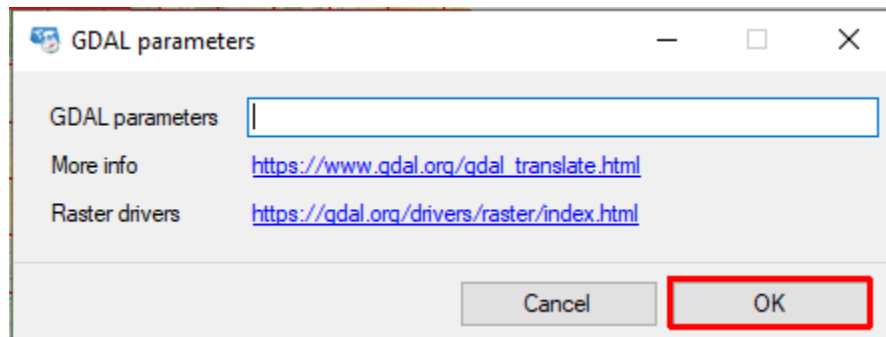 GDAL parameters
GDAL parameters
More info https://www.gdal.org/gdal_translate.html
Raster drivers https://gdal.org/drivers/raster/index.html
Cancel OK